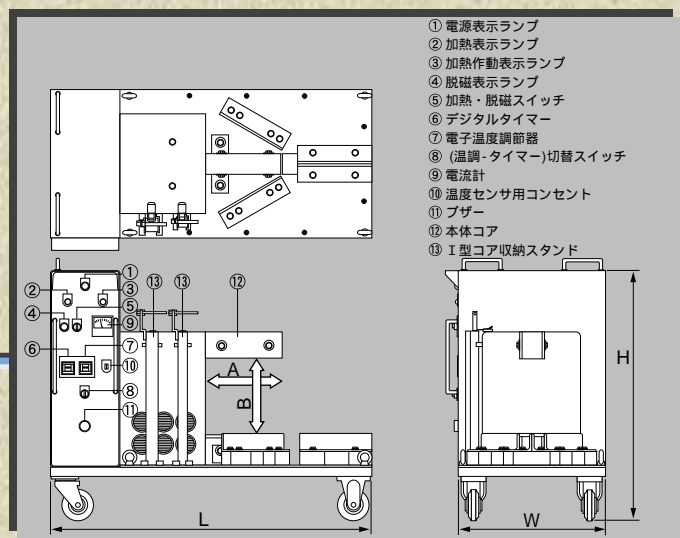 ① 電源表示ランプ
② 加熱表示ランプ
③ 加熱作動表示ランプ
④ 脱磁表示ランプ
⑤ 加熱・脱磁スイッチ
⑥ デジタルタイマー
⑦ 電子温度調節器
⑧ (温調-タイマー)切替スイッチ
⑨ 電流計
⑩ 温度センサ用コンセント
⑪ ブザー
⑫ 本体コア
⑬ Ｉ型コア収納スタンド
① ⑬ ⑬ ⑫
② ③
④ ⑤
⑨
⑥ ⑦
⑩
⑧
⑪
A
B
H
L
W